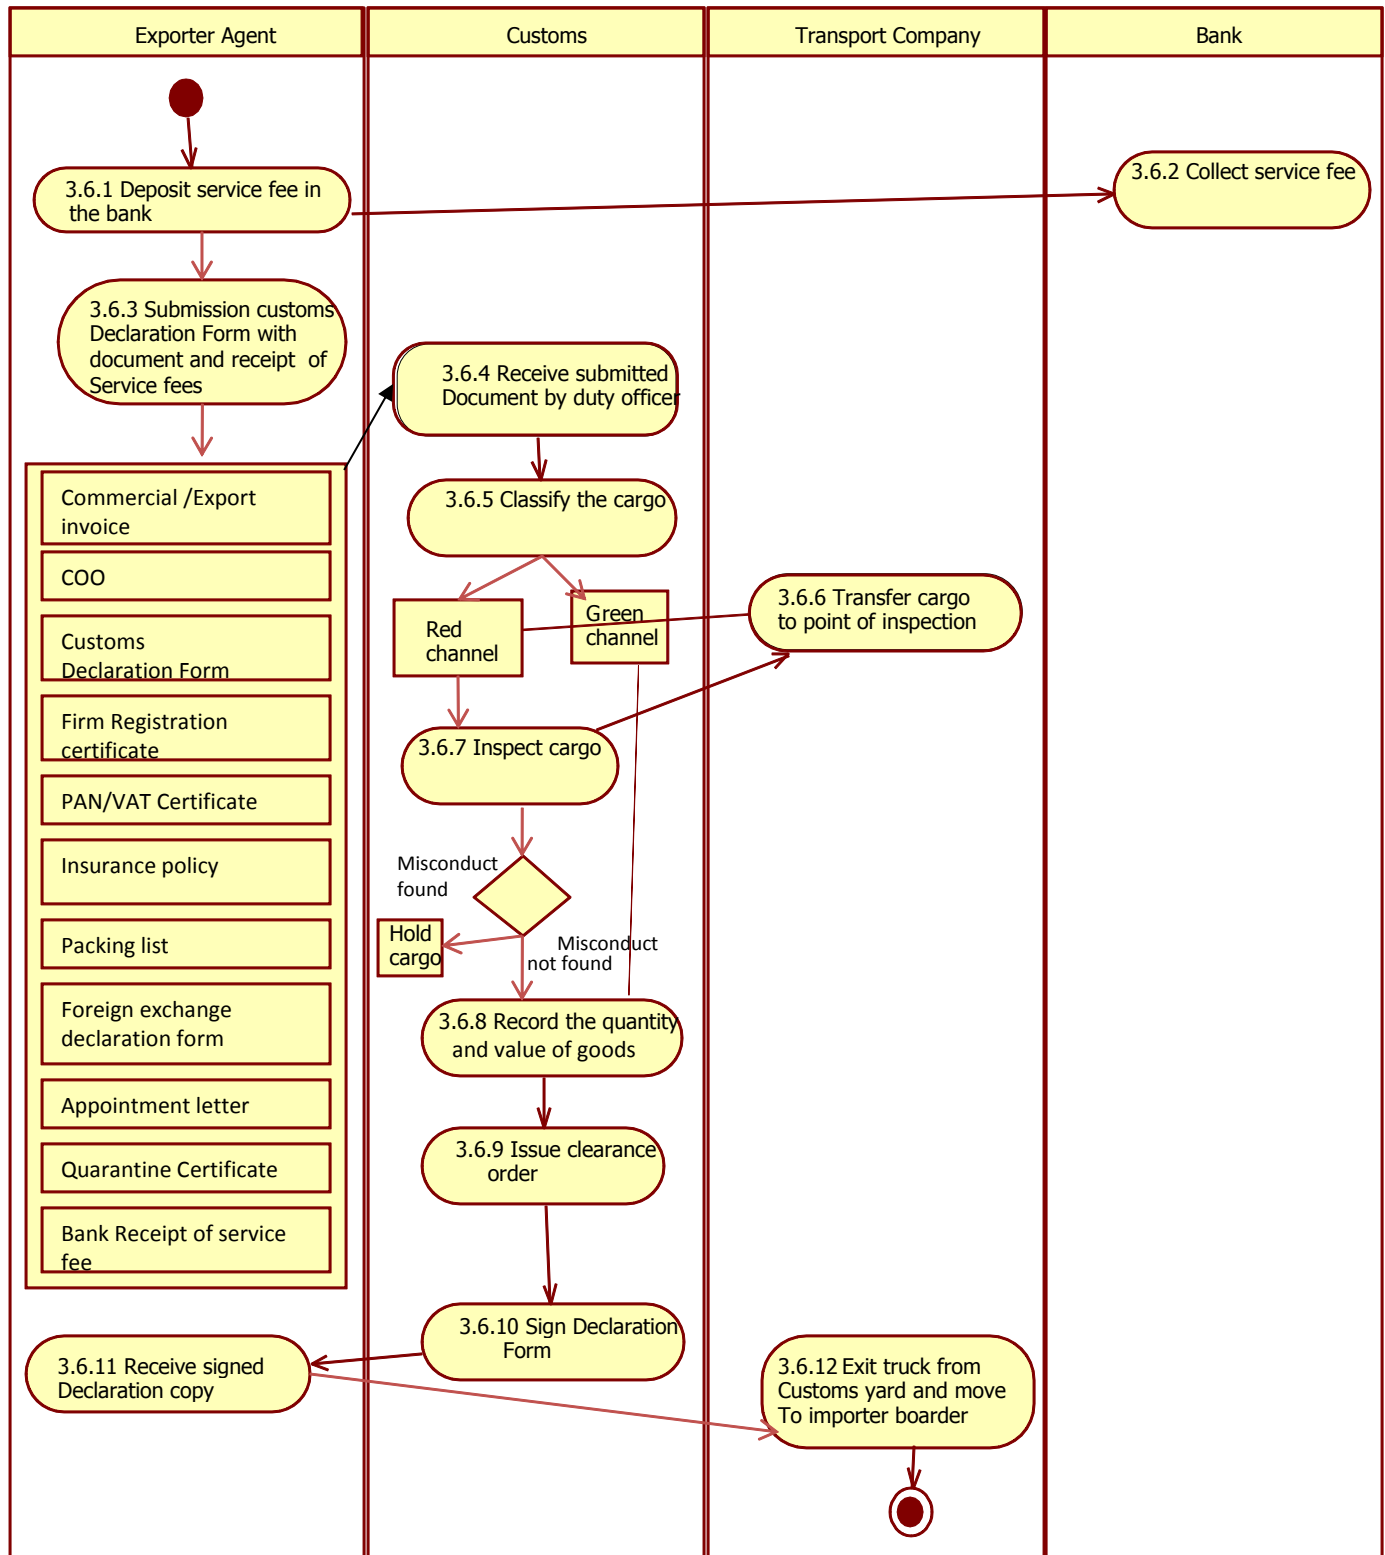 Exporter Agent
Customs
Transport Company
Bank
3.6.1 Deposit service fee in
the bank
3.6.2 Collect service fee
3.6.3 Submission customs
Declaration Form with
document and receipt of
Service fees
3.6.4 Receive submitted
Document by duty officer
Commercial /Export
invoice
COO
Customs
Declaration Form
Firm Registration
certificate
PAN/VAT Certificate
Insurance policy
Packing list
Foreign exchange
declaration form
Appointment letter
Quarantine Certificate
Bank Receipt of service
fee
3.6.5 Classify the cargo
Red
channel
Green
channel
3.6.6 Transfer cargo
to point of inspection
3.6.7 Inspect cargo
Misconduct
found
Hold
cargo
Misconduct
not found
3.6.8 Record the quantity
and value of goods
3.6.9 Issue clearance
order
3.6.10 Sign Declaration
Form
3.6.11 Receive signed
Declaration copy
3.6.12 Exit truck from
Customs yard and move
To importer boarder